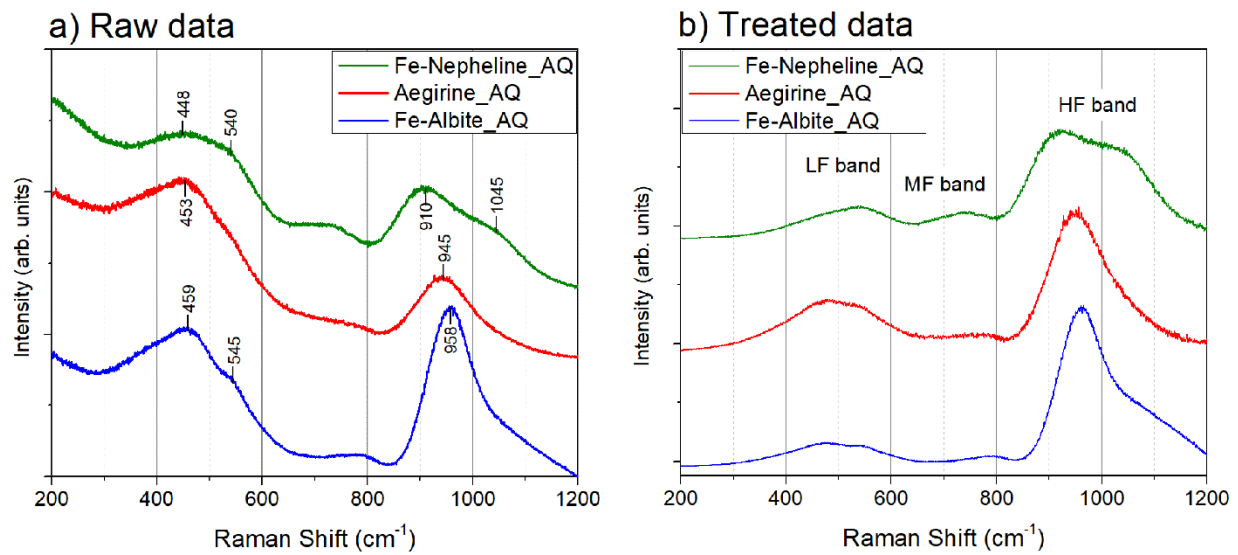 a) Raw data
Fe-Nepheline_AQ
Aegirine_AQ
Fe-Albite_AQ
448
540
453
910
1045
945
459
545
958
Intensity (arb. units)
200 400 600 800 1000 1200
Raman Shift (cm⁻¹)
b) Treated data
Fe-Nepheline_AQ
Aegirine_AQ
Fe-Albite_AQ
HF band
LF band
MF band
Intensity (arb. units)
200 400 600 800 1000 1200
Raman Shift (cm⁻¹)